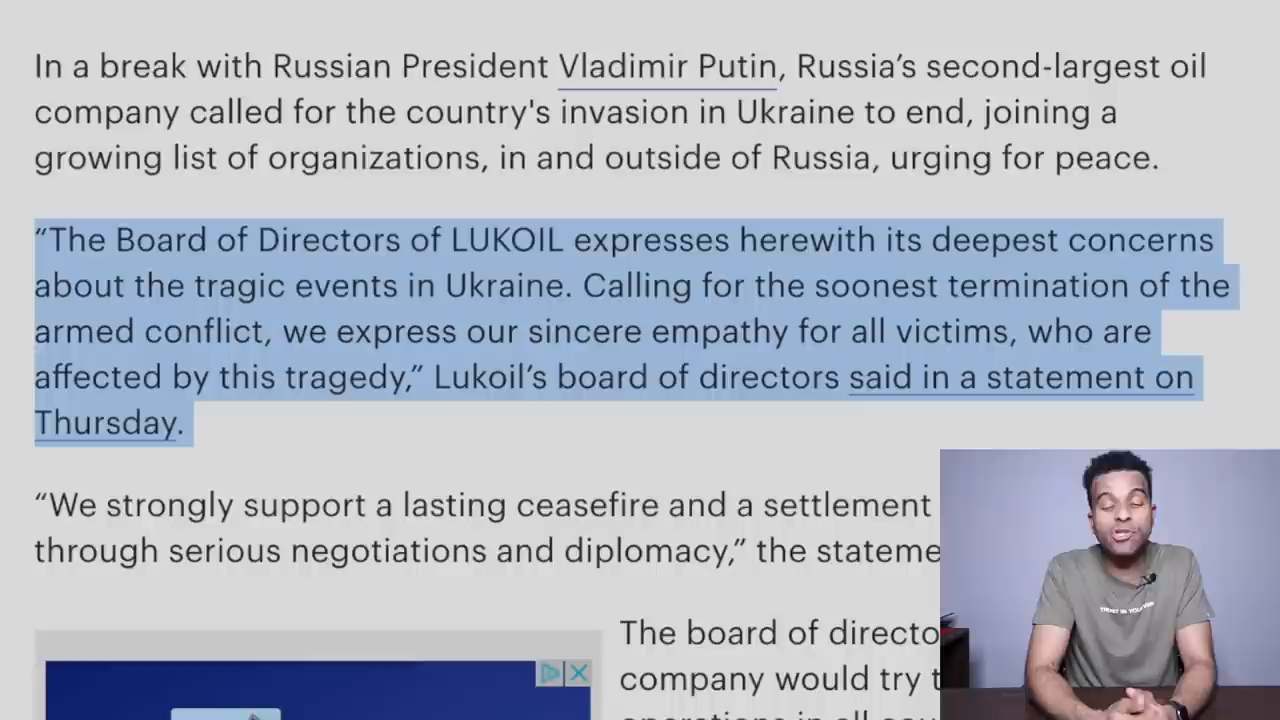 In a break with Russian President Vladimir Putin, Russia’s second-largest oil
company called for the country's invasion in Ukraine to end, joining a
growing list of organizations, in and outside of Russia, urging for peace.
“The Board of Directors of LUKOIL expresses herewith its deepest concerns
about the tragic events in Ukraine. Calling for the soonest termination of the
armed conflict, we express our sincere empathy for all victims, who are
affected by this tragedy,” Lukoil’s board of directors said in a statement on
Thursday.
“We strongly support a lasting ceasefire and a settlement
through serious negotiations and diplomacy,” the stateme
The board of directo
company would try t